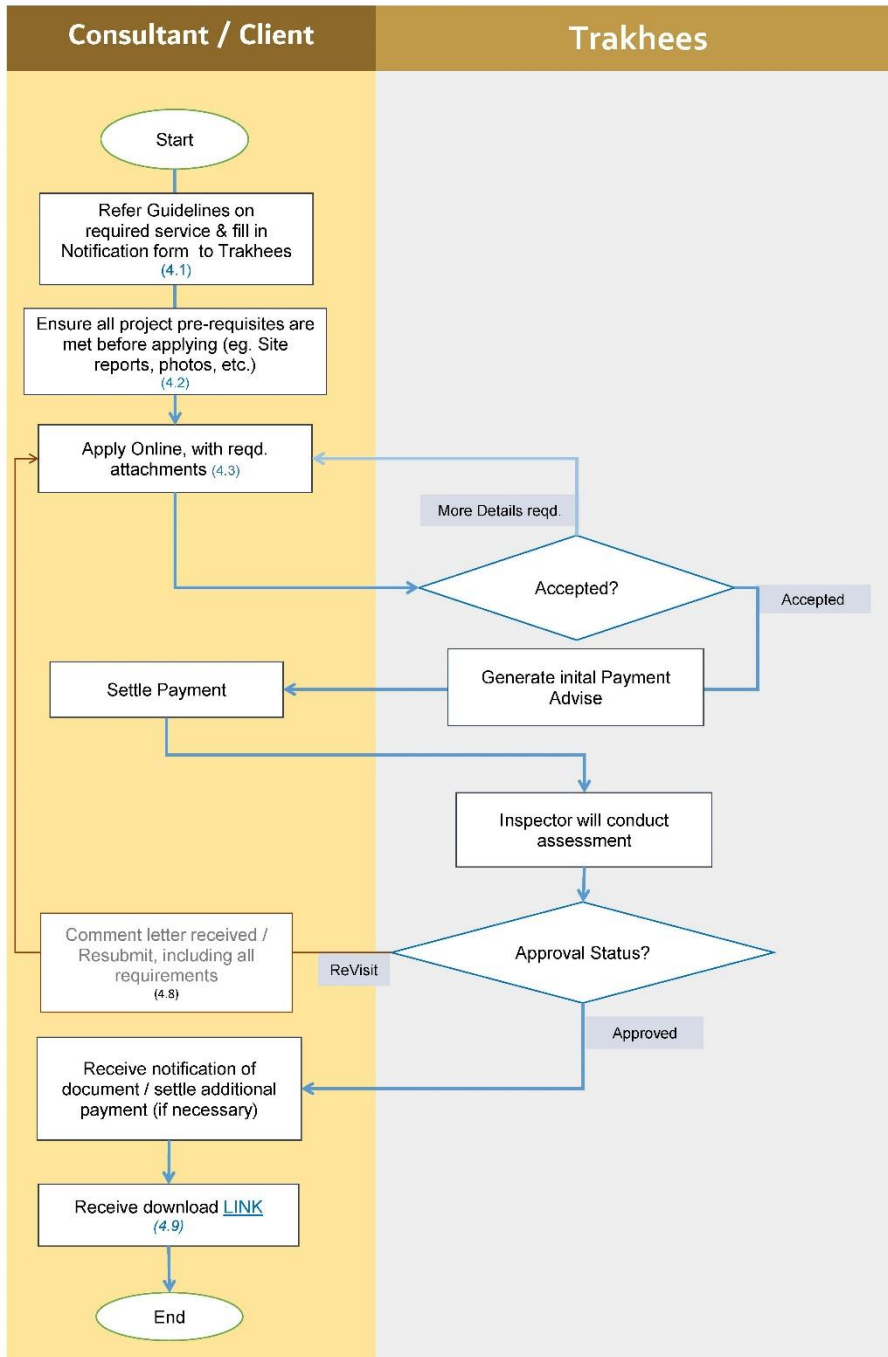 Consultant / Client
Trakhees
Start
Refer Guidelines on
required service & fill in
Notification form to Trakhees
(4.1)
Ensure all project pre-requisites are
met before applying (eg. Site
reports, photos, etc.)
(4.2)
Apply Online, with reqd.
attachments (4.3)
More Details reqd.
Accepted?
Accepted
Generate inital Payment
Advise
Settle Payment
Inspector will conduct
assessment
Approval Status?
ReVisit
Comment letter received /
Resubmit, including all
requirements
(4.8)
Approved
Receive notification of
document / settle additional
payment (if necessary)
Receive download LINK
(4.9)
End